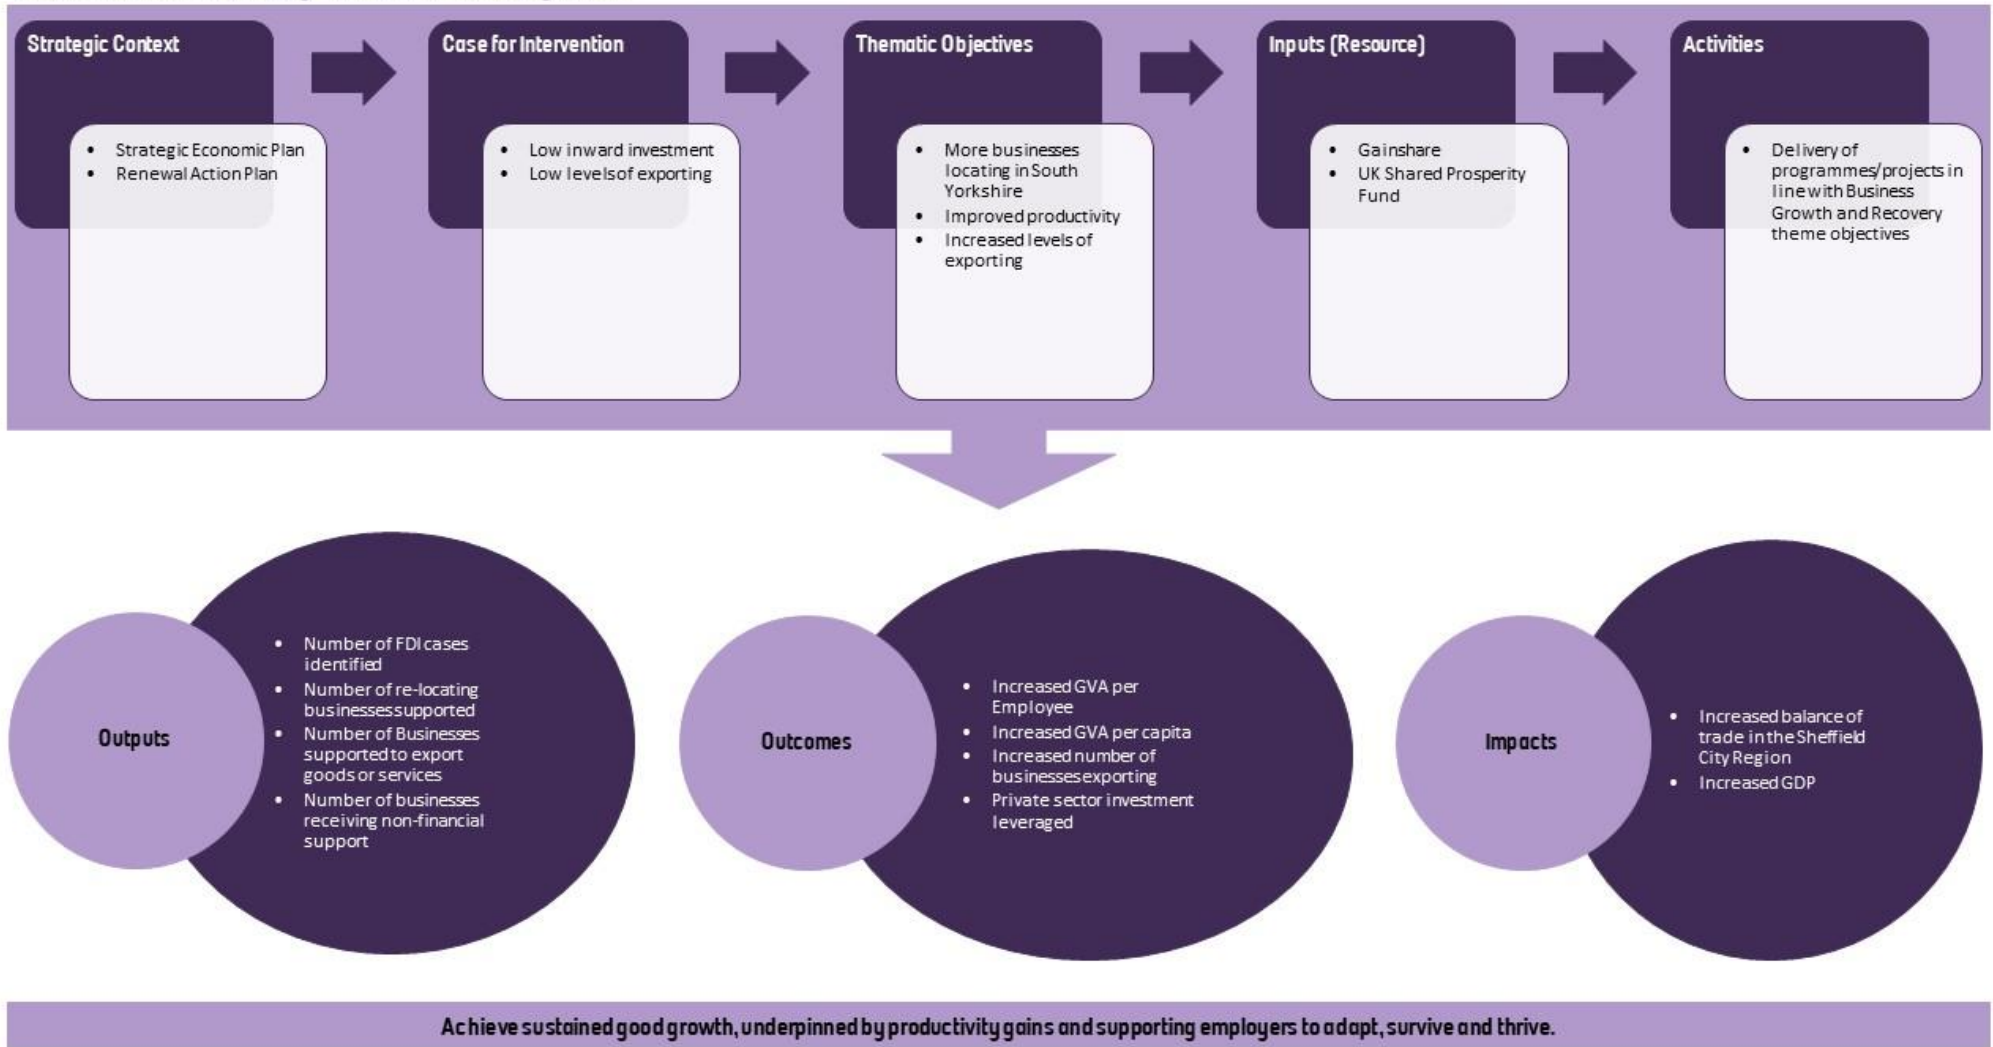 Strategic Context
Case for Intervention
Thematic Objectives
Inputs (Resource)
Activities
• Strategic Economic Plan
• Renewal Action Plan
• Low inward investment
• Low levels of exporting
• More businesses
locating in South
Yorkshire
• Improved productivity
• Increased levels of
exporting
• Gainshare
• UK Shared Prosperity
Fund
• Delivery of
programmes/projects in
line with Business
Growth and Recovery
theme objectives
Outputs
• Number of FDI cases
identified
• Number of re-locating
businesses supported
• Number of Businesses
supported to export
goods or services
• Number of businesses
receiving non-financial
support
Outcomes
• Increased GVA per
Employee
• Increased GVA per capita
• Increased number of
businesses exporting
• Private sector investment
leveraged
Impacts
• Increased balance of
trade in the Sheffield
City Region
• Increased GDP
Achieve sustained good growth, underpinned by productivity gains and supporting employers to adapt, survive and thrive.